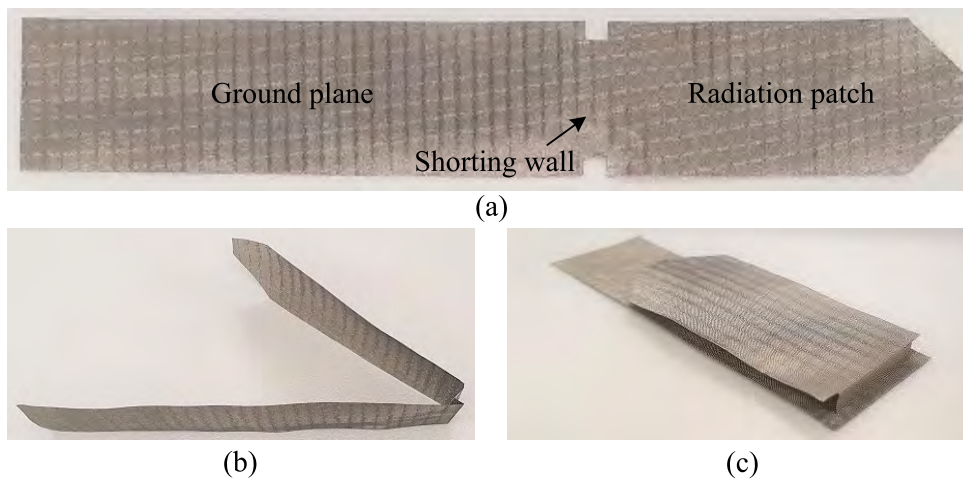 Ground plane
Radiation patch
Shorting wall
(a)
(b)
(c)